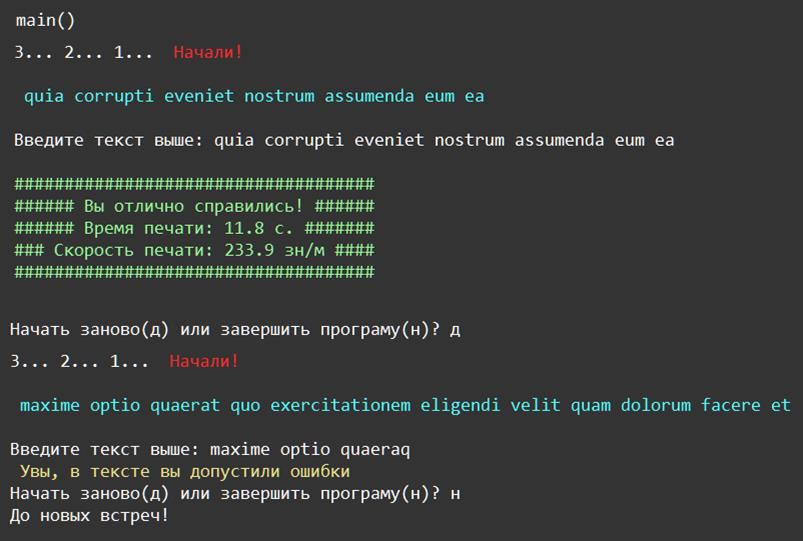 main()
3... 2... 1... Начали!
quia corrupti eveniet nostrum assumenda eum ea
Введите текст выше: quia corrupti eveniet nostrum assumenda eum ea
####################################
###### Вы отлично справились! ######
###### Время печати: 11.8 с. #######
### Скорость печати: 233.9 зн/м ####
####################################
Начать заново(д) или завершить програму(н)? д
3... 2... 1... Начали!
maxime optio quaerat quo exercitationem eligendi velit quam dolorum facere et
Введите текст выше: maxime optio quaeraq
Увы, в тексте вы допустили ошибки
Начать заново(д) или завершить програму(н)? н
До новых встреч!